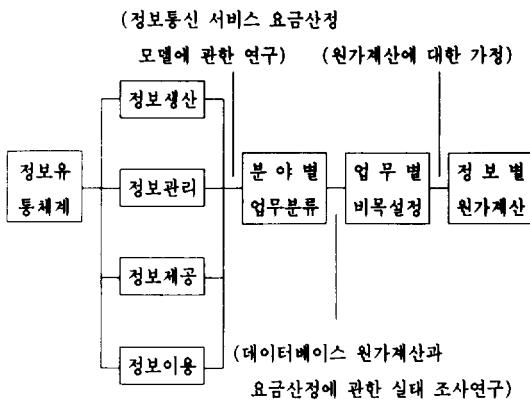 (정보통신 서비스 요금산정
모델에 관한 연구)
(원가계산에 대한 가정)
정보생산
정보유
통체계
정보관리
분야별
업무분류
업무별
비목설정
정보별
원가계산
정보제공
정보이용
(데이터베이스 원가계산과
요금산정에 관한 실태 조사연구)